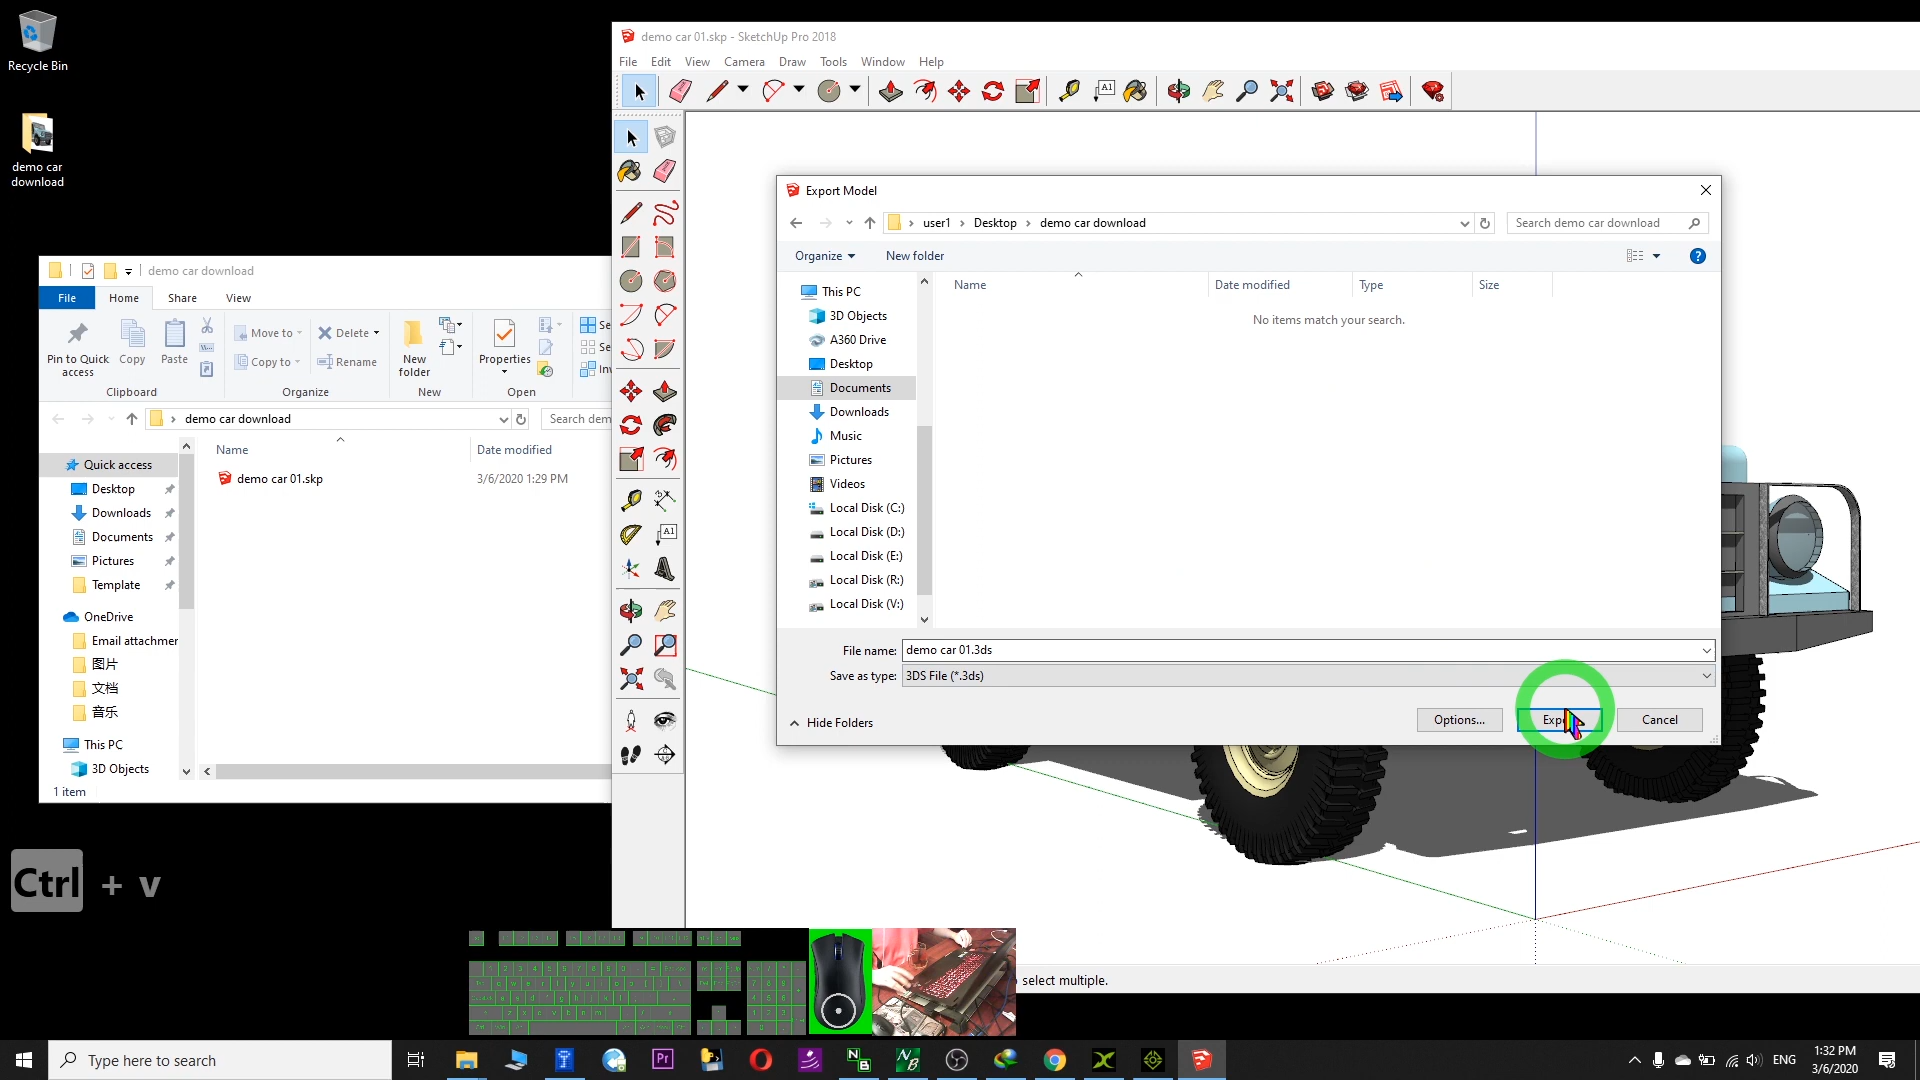 Recycle Bin
demo car
download
demo car 01.skp - SketchUp Pro 2018
File Edit View Camera Draw Tools Window Help
demo car download
File Home Share View
Pin to Quick
access
Copy
Paste
Move to
Copy to
Delete
Rename
New
folder
Properties
Clipboard Organize New Open
demo car download
Search dem
Name Date modified
demo car 01.skp 3/6/2020 1:29 PM
Quick access
Desktop
Downloads
Documents
Pictures
Template
OneDrive
Email attachmer
图片
文档
音乐
This PC
3D Objects
1 item
Export Model
user1 Desktop demo car download
Search demo car download
Organize New folder
Name Date modified Type Size
No items match your search.
This PC
3D Objects
A360 Drive
Desktop
Documents
Downloads
Music
Pictures
Videos
Local Disk (C:)
Local Disk (D:)
Local Disk (E:)
Local Disk (R:)
Local Disk (V:)
File name: demo car 01.3ds
Save as type: 3DS File (*.3ds)
Hide Folders
Options... Exp Cancel
Ctrl + v
select multiple.
Type here to search
ENG
1:32 PM
3/6/2020